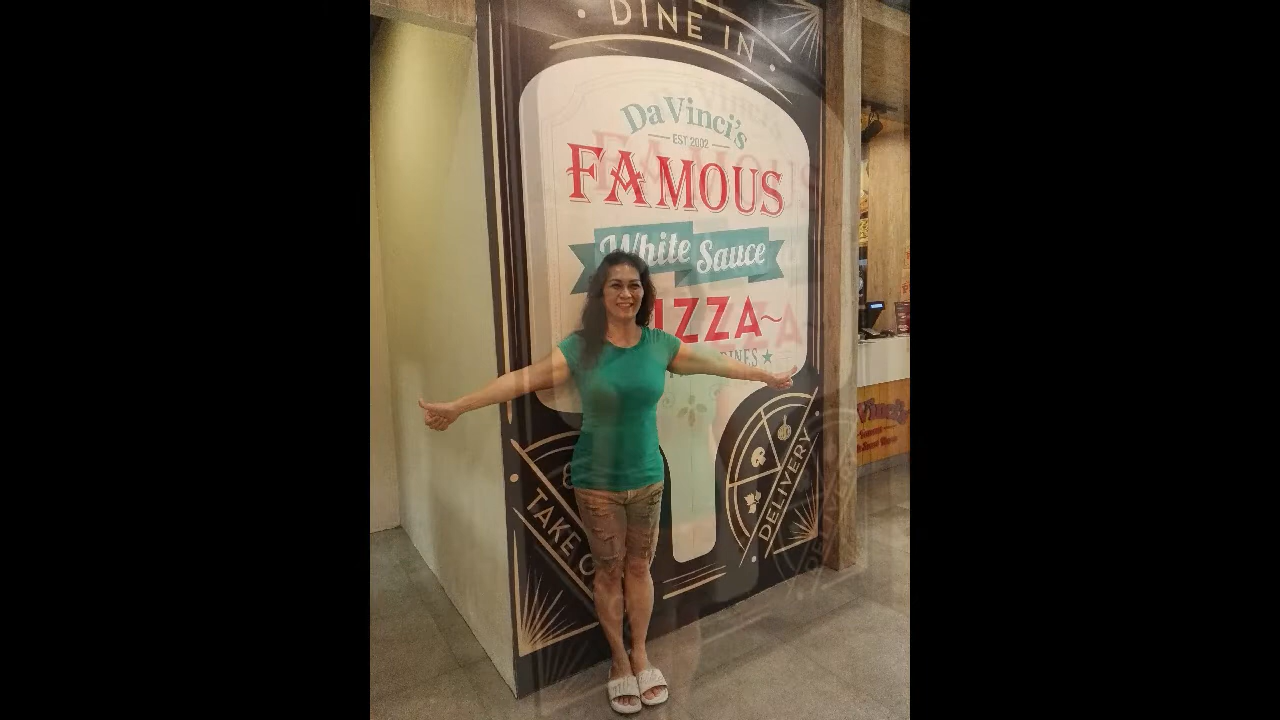 DINE IN
DaVinci's
EST 2002
FAMOUS
White Sauce
IZZA
TAKE
DELIVERY